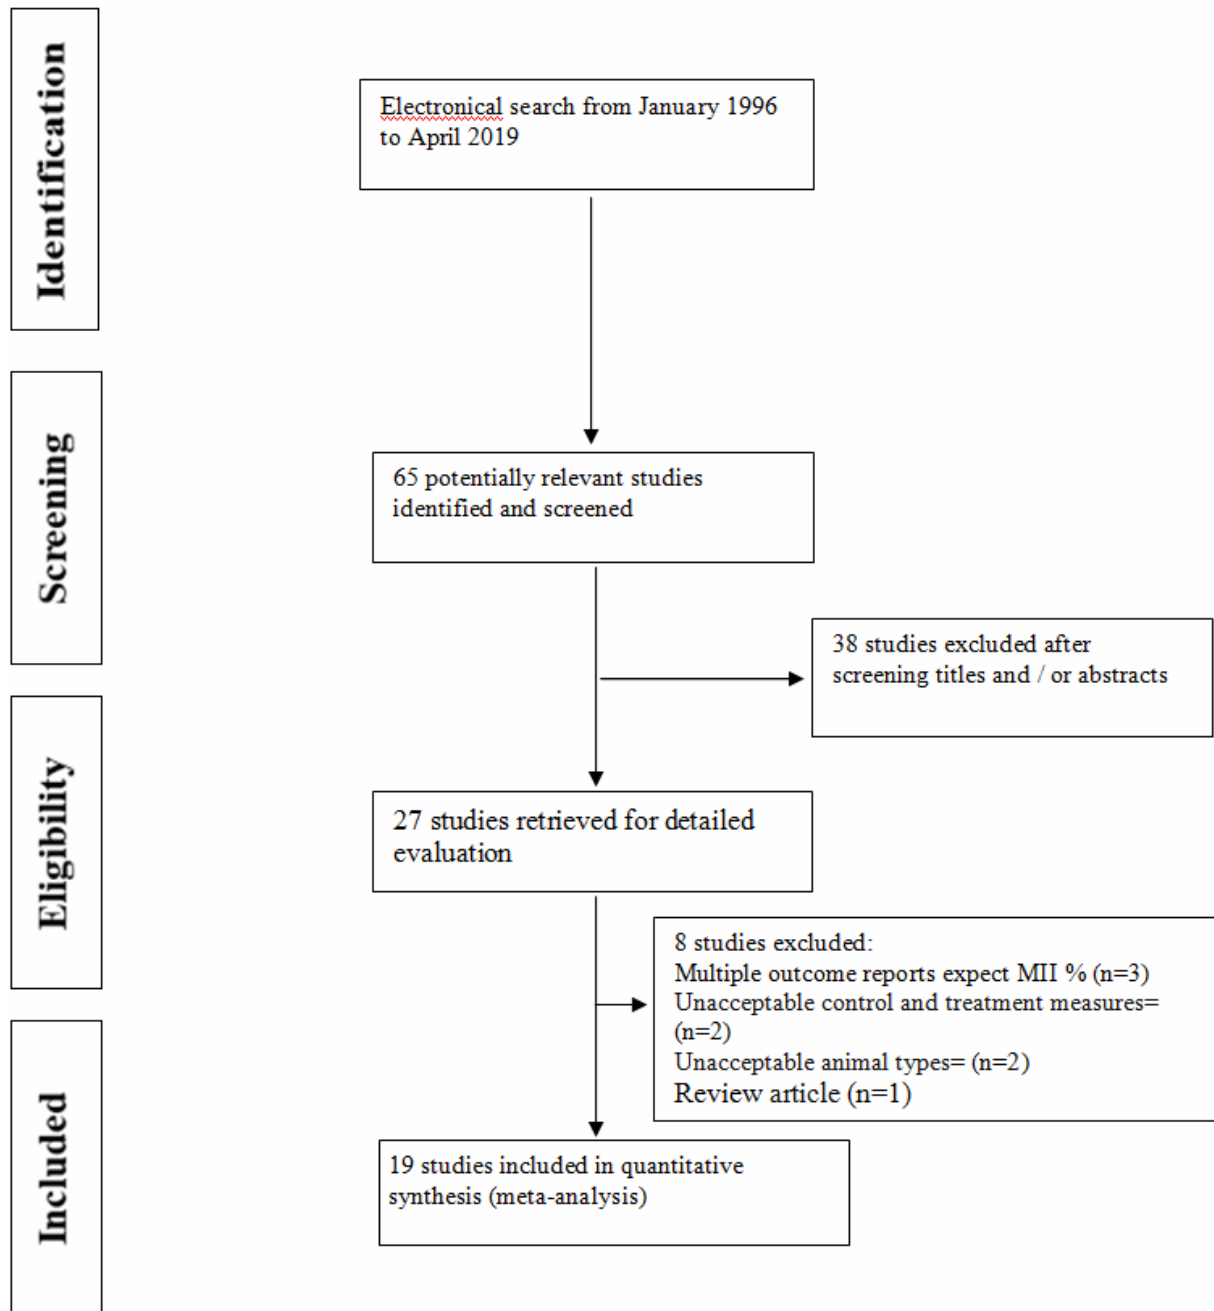 Identification
Electronical search from January 1996
to April 2019
Screening
65 potentially relevant studies
identified and screened
38 studies excluded after
screening titles and / or abstracts
Eligibility
27 studies retrieved for detailed
evaluation
8 studies excluded:
Multiple outcome reports expect MII % (n=3)
Unacceptable control and treatment measures=
(n=2)
Unacceptable animal types= (n=2)
Review article (n=1)
Included
19 studies included in quantitative
synthesis (meta-analysis)